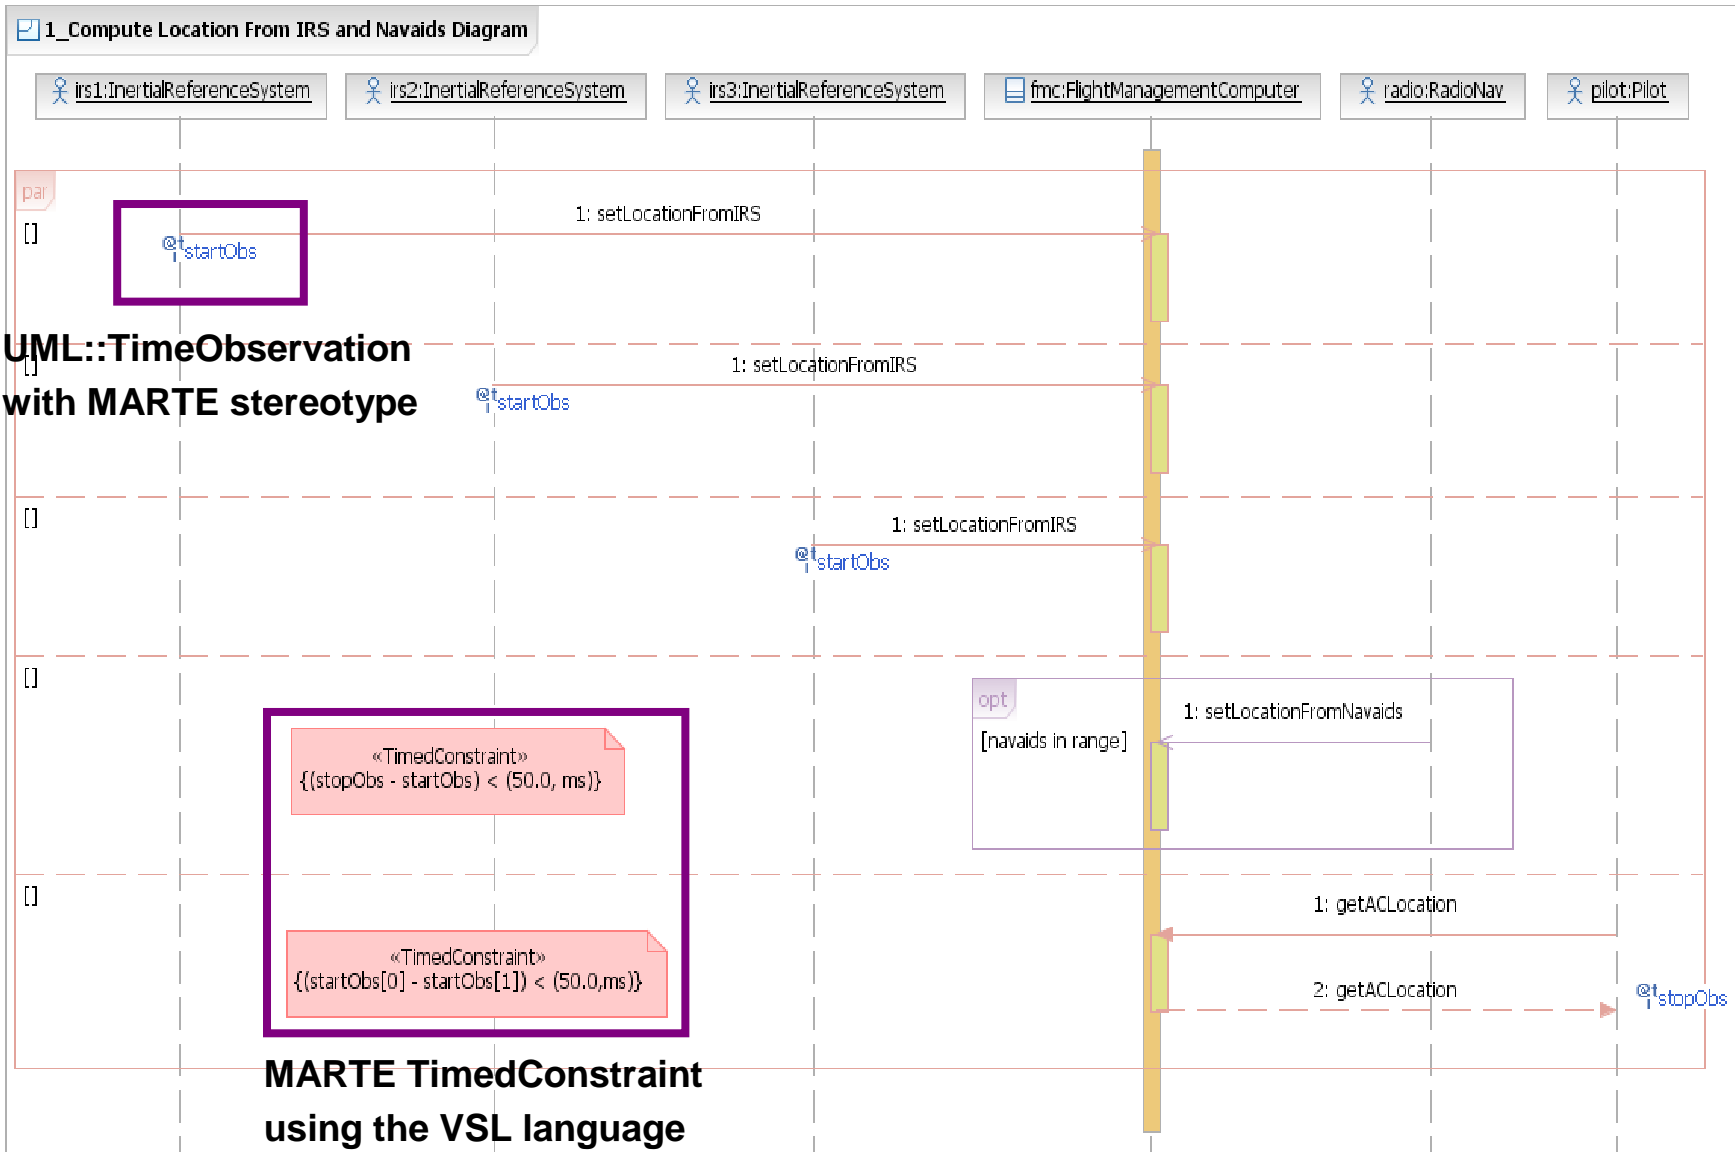 1_Compute Location From IRS and Navaids Diagram
irs1:InertialReferenceSystem
irs2:InertialReferenceSystem
irs3:InertialReferenceSystem
fmc:FlightManagementComputer
radio:RadioNav
pilot:Pilot
par
[]
1: setLocationFromIRS
@t
startObs
UML::TimeObservation
with MARTE stereotype
[]
1: setLocationFromIRS
@t
startObs
[]
1: setLocationFromIRS
@t
startObs
[]
opt
[navaids in range]
1: setLocationFromNavaids
«TimedConstraint»
{(stopObs - startObs) < (50.0, ms)}
[]
1: getACLocation
«TimedConstraint»
{(startObs[0] - startObs[1]) < (50.0,ms)}
2: getACLocation
@t
stopObs
MARTE TimedConstraint
using the VSL language